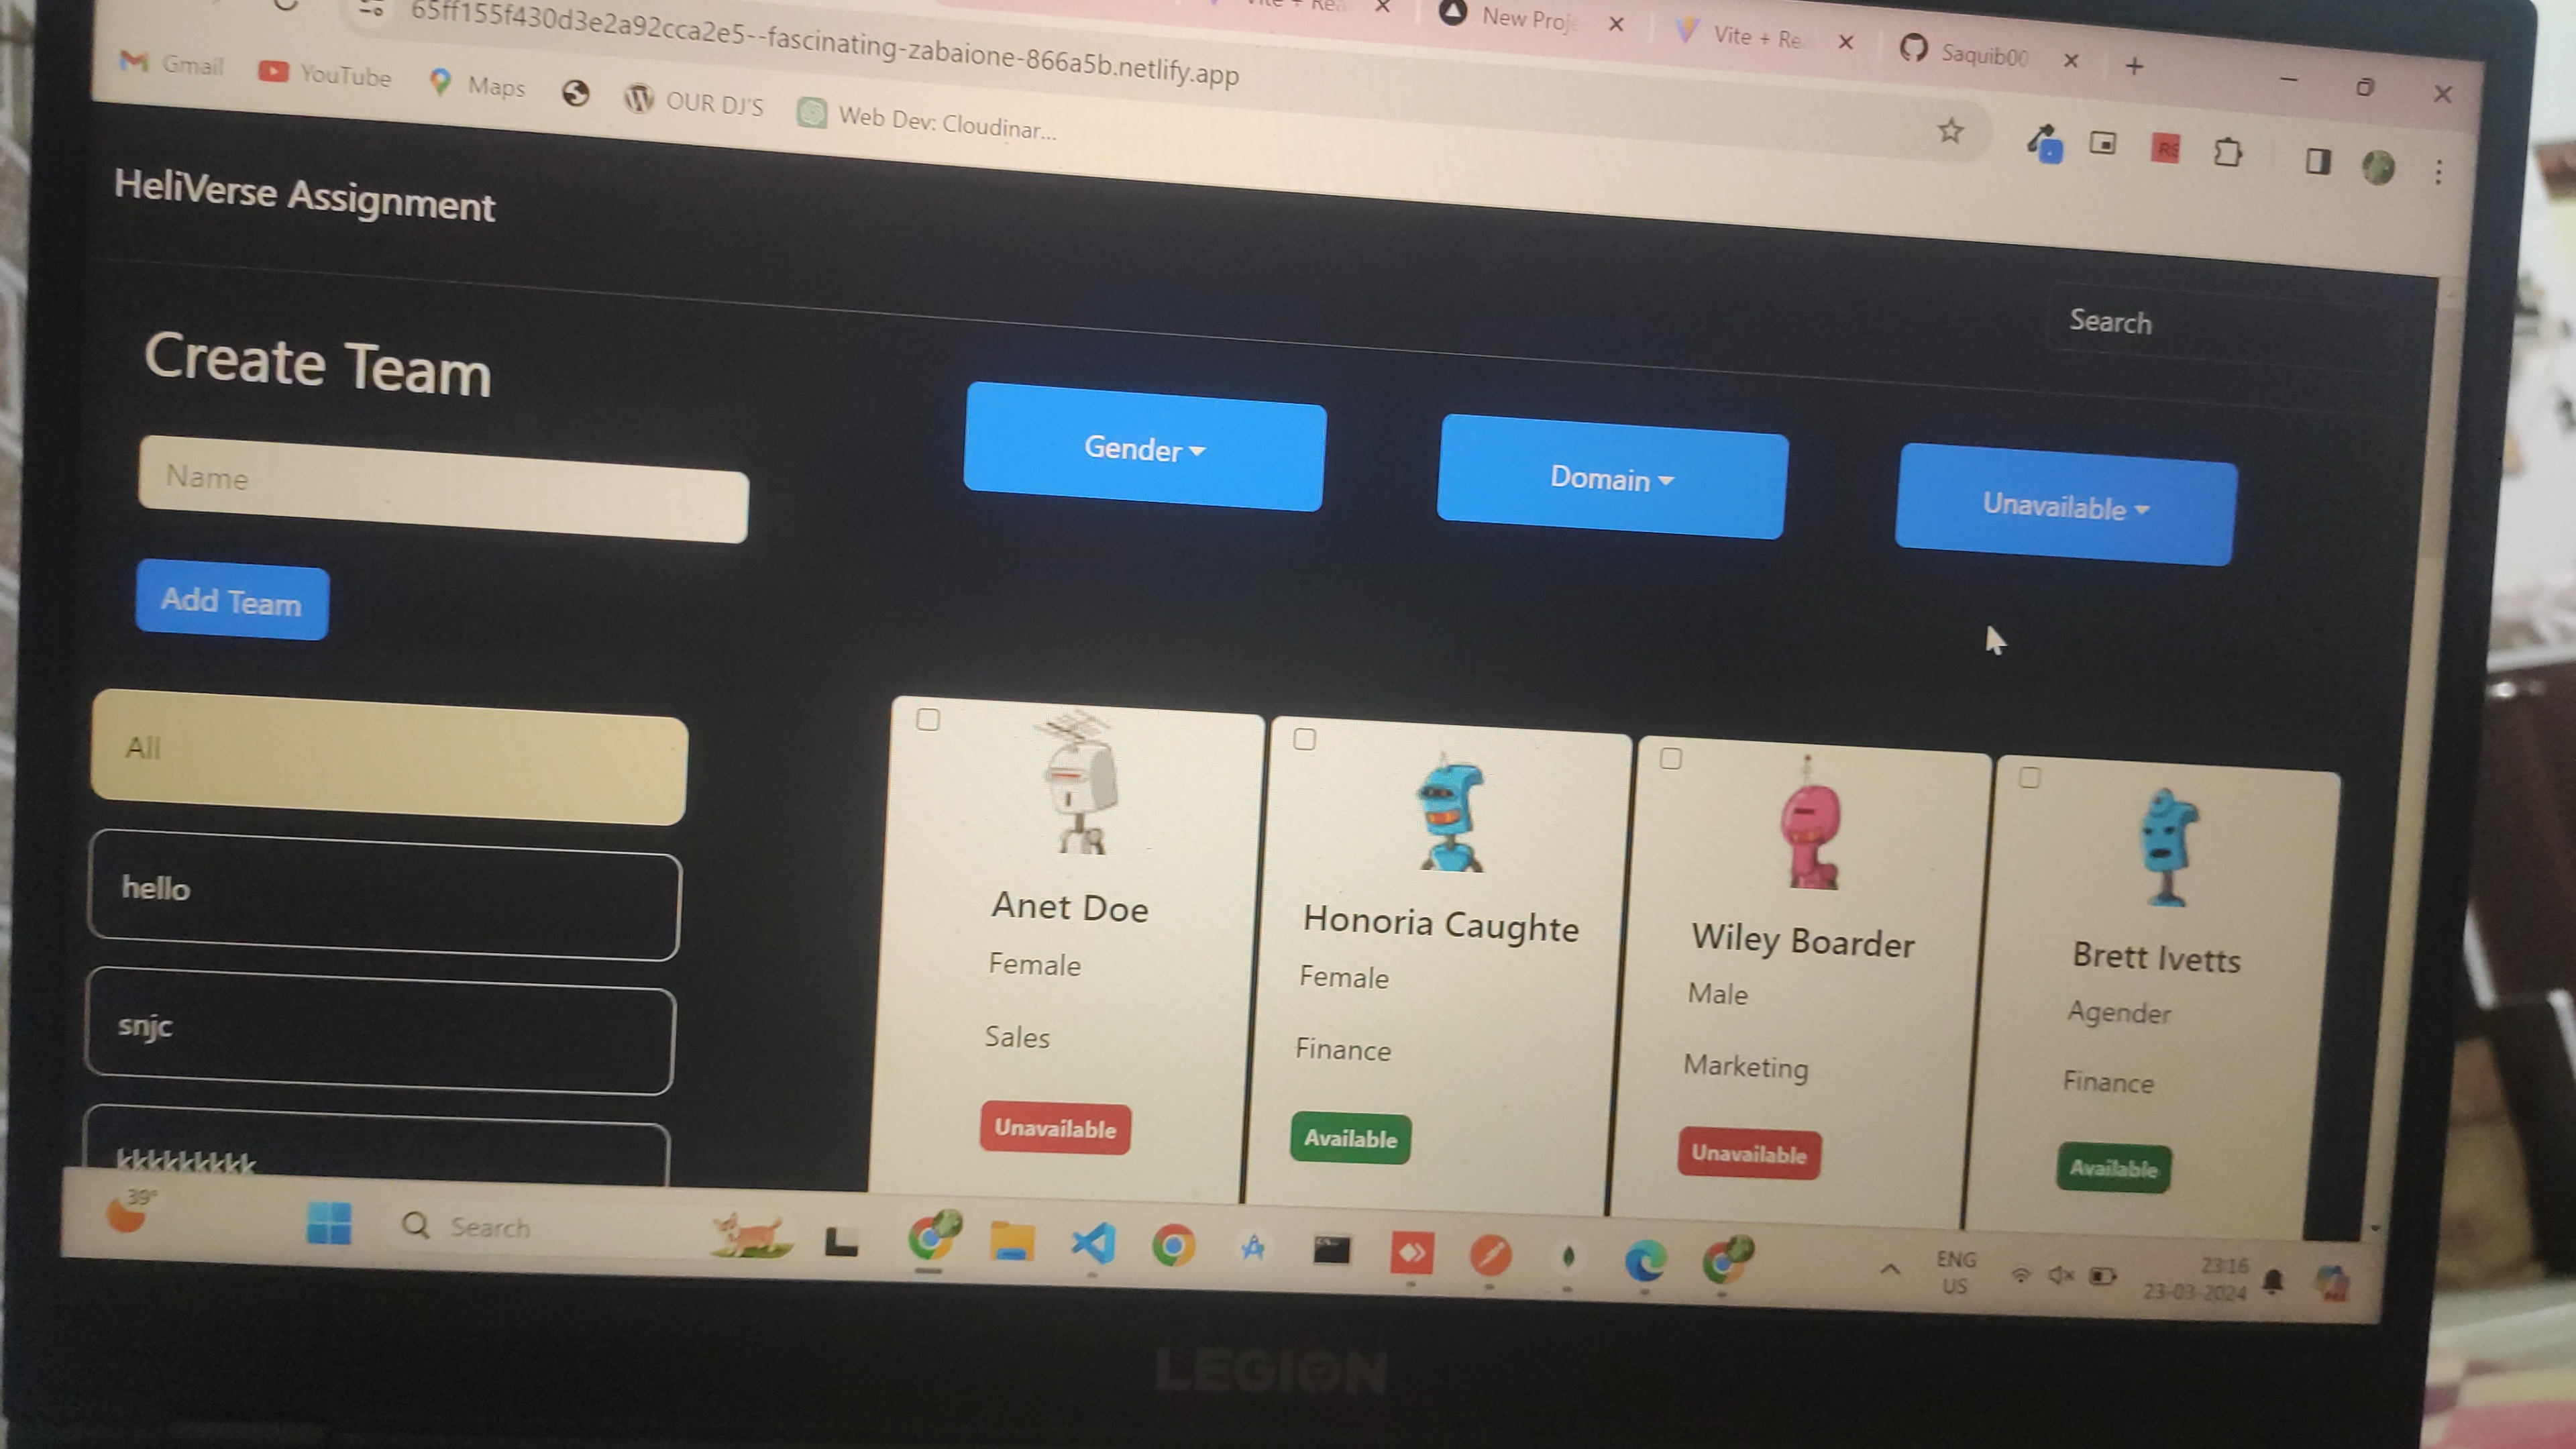 65ff155f430d3e2a92cca2e5--fascinating-zabaione-866a5b.netlify.app
New Proj
Vite + Re
Saquib00
Gmail
YouTube
Maps
OUR DJ'S
Web Dev: Cloudinar...
HeliVerse Assignment
Search
Create Team
Name
Add Team
Gender
Domain
Unavailable
All
hello
snjc
kkkkkkkkk
Anet Doe
Female
Sales
Unavailable
Honoria Caughte
Female
Finance
Available
Wiley Boarder
Male
Marketing
Unavailable
Brett Ivetts
Agender
Finance
Available
39°
Search
ENG
US
23:16
23-03-2024
LEGION